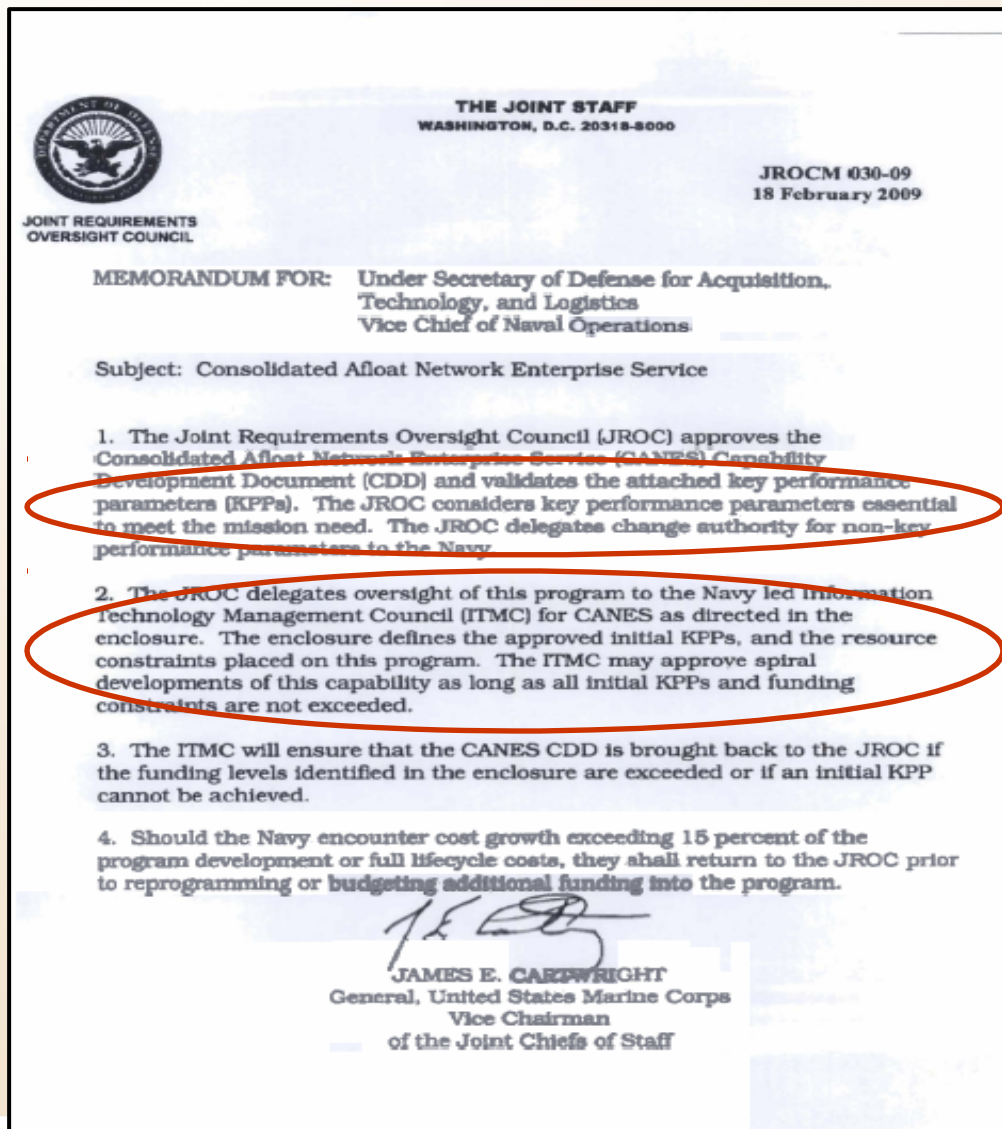 THE JOINT STAFF
WASHINGTON, D.C. 20318-8000
JROCM 030-09
18 February 2009
JOINT REQUIREMENTS
OVERSIGHT COUNCIL
MEMORANDUM FOR: Under Secretary of Defense for Acquisition,
Technology, and Logistics
Vice Chief of Naval Operations
Subject: Consolidated Afloat Network Enterprise Service
1. The Joint Requirements Oversight Council (JROC) approves the
Consolidated Afloat Network Enterprise Service (CANES) Capability
Development Document (CDD) and validates the attached key performance
parameters (KPPs). The JROC considers key performance parameters essential
to meet the mission need. The JROC delegates change authority for non-key
performance parameters to the Navy.
2. The JROC delegates oversight of this program to the Navy led Information
Technology Management Council (ITMC) for CANES as directed in the
enclosure. The enclosure defines the approved initial KPPs, and the resource
constraints placed on this program. The ITMC may approve spiral
developments of this capability as long as all initial KPPs and funding
constraints are not exceeded.
3. The ITMC will ensure that the CANES CDD is brought back to the JROC if
the funding levels identified in the enclosure are exceeded or if an initial KPP
cannot be achieved.
4. Should the Navy encounter cost growth exceeding 15 percent of the
program development or full lifecycle costs, they shall return to the JROC prior
to reprogramming or budgeting additional funding into the program.
JAMES E. CARTWRIGHT
General, United States Marine Corps
Vice Chairman
of the Joint Chiefs of Staff